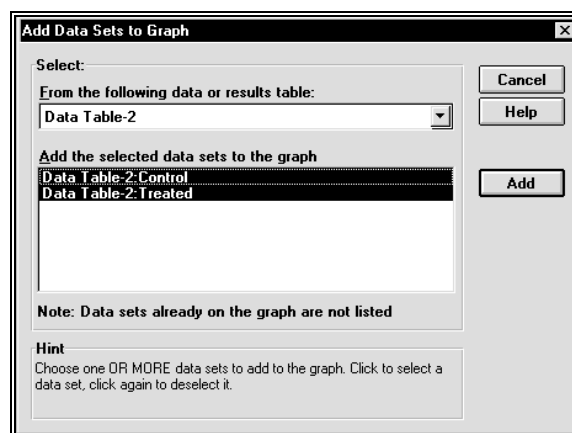 Add Data Sets to Graph
Select:
From the following data or results table:
Data Table-2
Add the selected data sets to the graph
Data Table-2:Control
Data Table-2:Treated
Note: Data sets already on the graph are not listed
Hint
Choose one OR MORE data sets to add to the graph. Click to select a
data set, click again to deselect it.
Cancel
Help
Add